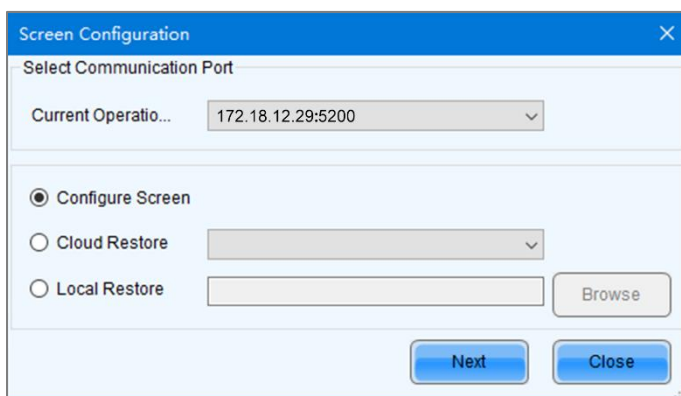 Screen Configuration
Select Communication Port
Current Operatio... 172.18.12.29:5200
Configure Screen
Cloud Restore
Local Restore Browse
Next Close